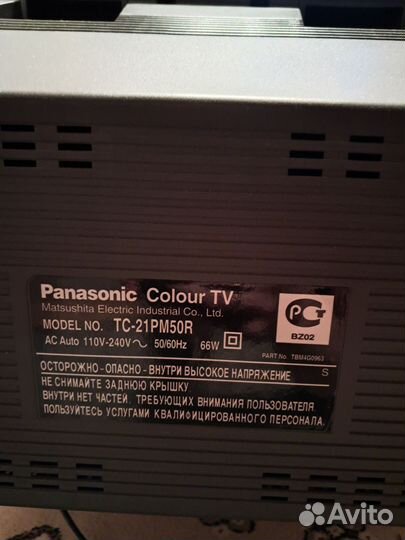 Panasonic Colour TV
Matsushita Electric Industrial Co., Ltd.
MODEL NO. TC-21PM50R
AC Auto 110V-240V 50/60Hz 66W
BZ02
PART No TBM4G0963
ОСТОРОЖНО - ОПАСНО - ВНУТРИ ВЫСОКОЕ НАПРЯЖЕНИЕ S
НЕ СНИМАЙТЕ ЗАДНЮЮ КРЫШКУ
ВНУТРИ НЕТ ЧАСТЕЙ, ТРЕБУЮЩИХ ВНИМАНИЯ ПОЛЬЗОВАТЕЛЯ.
ПОЛЬЗУЙТЕСЬ УСЛУГАМИ КВАЛИФИЦИРОВАННОГО ПЕРСОНАЛА.
Avito